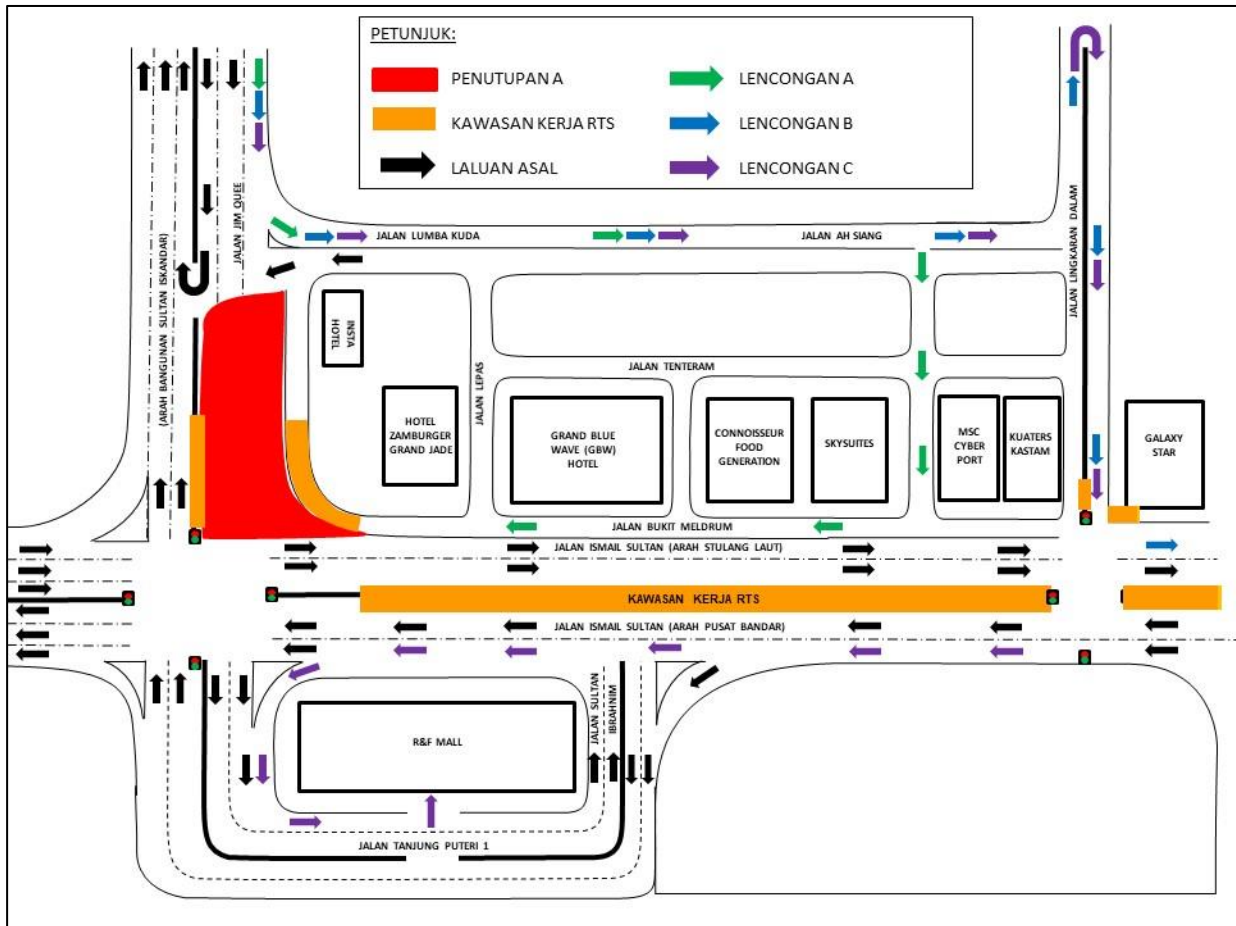 PETUNJUK:
PENUTUPAN A
LENCONGAN A
KAWASAN KERJA RTS
LENCONGAN B
LALUAN ASAL
LENCONGAN C
(ARAH BANGUNAN SULTAN ISKANDAR)
JALAN JIM QUEE
JALAN LUMBA KUDA
JALAN AH SIANG
JALAN LINGKARAN DALAM
INSTA
HOTEL
JALAN LEPAS
JALAN TENTERAM
HOTEL
ZAMBURGER
GRAND JADE
GRAND BLUE
WAVE (GBW)
HOTEL
CONNOISSEUR
FOOD
GENERATION
SKYSUITES
MSC
CYBER
PORT
KUATERS
KASTAM
GALAXY
STAR
JALAN BUKIT MELDRUM
JALAN ISMAIL SULTAN (ARAH STULANG LAUT)
KAWASAN KERJA RTS
JALAN ISMAIL SULTAN (ARAH PUSAT BANDAR)
JALAN SULTAN
IBRAHNIM
R&F MALL
JALAN TANJUNG PUTERI 1